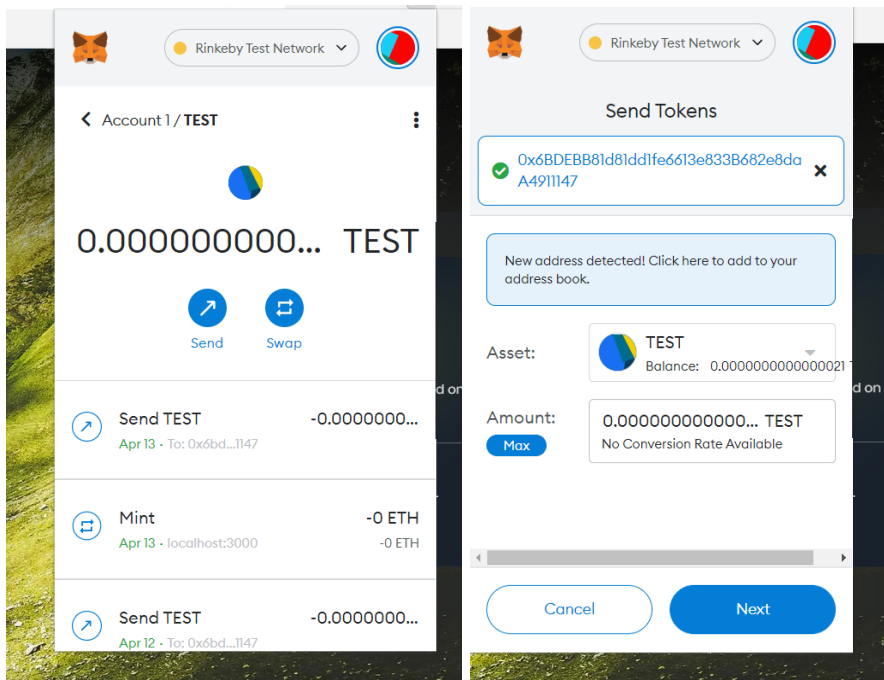 Rinkeby Test Network
Account 1 / TEST
0.000000000... TEST
Send
Swap
Send TEST
-0.0000000...
Apr 13 · To: 0x6bd...1147
Mint
-0 ETH
Apr 13 · localhost:3000
-0 ETH
Send TEST
-0.0000000...
Apr 12 · To: 0x6bd...1147
Rinkeby Test Network
Send Tokens
0x6BDEBB81d81dd1fe6613e833B682e8da
A4911147
New address detected! Click here to add to your
address book.
Asset:
TEST
Balance: 0.0000000000000021 T
Amount:
Max
0.000000000000... TEST
No Conversion Rate Available
Cancel
Next
d on
d on